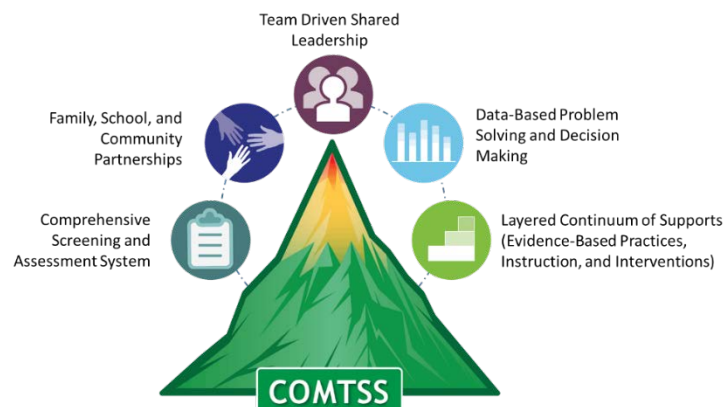 Team Driven Shared
Leadership
Family, School, and
Community
Partnerships
Data-Based Problem
Solving and Decision
Making
Comprehensive
Screening and
Assessment System
Layered Continuum of Supports
(Evidence-Based Practices,
Instruction, and Interventions)
COMTSS